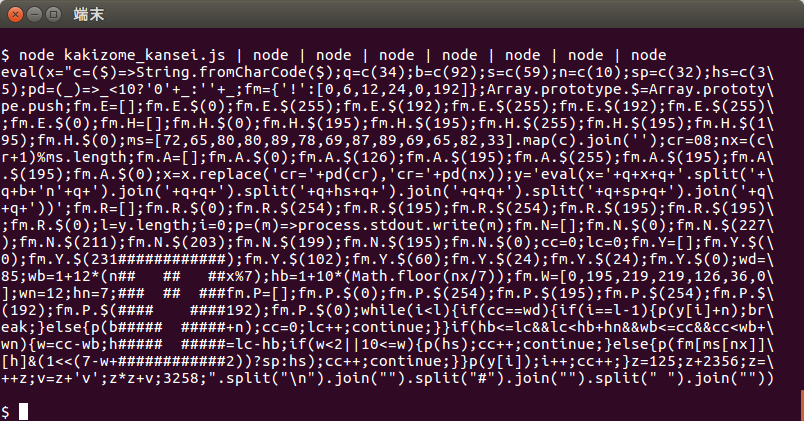 端末
$ node kakizome_kansei.js | node | node | node | node | node | node | node
eval(x="c=($)=>String.fromCharCode($);q=c(34);b=c(92);s=c(59);n=c(10);sp=c(32);hs=c(3\
5);pd=(_)=>_<10?'0'+_:''+_;fm={'!':[0,6,12,24,0,192]};Array.prototype.$=Array.prototy\
pe.push;fm.E=[];fm.E.$(0);fm.E.$(255);fm.E.$(192);fm.E.$(255);fm.E.$(192);fm.E.$(255)\
;fm.E.$(0);fm.H=[];fm.H.$(0);fm.H.$(195);fm.H.$(195);fm.H.$(255);fm.H.$(195);fm.H.$(1\
95);fm.H.$(0);ms=[72,65,80,80,89,78,69,87,89,69,65,82,33].map(c).join('');cr=08;nx=(c\
r+1)%ms.length;fm.A=[];fm.A.$(0);fm.A.$(126);fm.A.$(195);fm.A.$(255);fm.A.$(195);fm.A\
.$(195);fm.A.$(0);x=x.replace('cr='+pd(cr),'cr='+pd(nx));y='eval(x='+q+x+q+'.split('+\
q+b+'n'+q+').join('+q+q+').split('+q+hs+q+').join('+q+q+').split('+q+sp+q+').join('+q\
+q+'))';fm.R=[];fm.R.$(0);fm.R.$(254);fm.R.$(195);fm.R.$(254);fm.R.$(195);fm.R.$(195)\
;fm.R.$(0);l=y.length;i=0;p=(m)=>process.stdout.write(m);fm.N=[];fm.N.$(0);fm.N.$(227\
);fm.N.$(211);fm.N.$(203);fm.N.$(199);fm.N.$(195);fm.N.$(0);cc=0;lc=0;fm.Y=[];fm.Y.$(\
0);fm.Y.$(231############);fm.Y.$(102);fm.Y.$(60);fm.Y.$(24);fm.Y.$(24);fm.Y.$(0);wd=\
85;wb=1+12*(n##   ##   ##x%7);hb=1+10*(Math.floor(nx/7));fm.W=[0,195,219,219,126,36,0\
];wn=12;hn=7;###  ##  ###fm.P=[];fm.P.$(0);fm.P.$(254);fm.P.$(195);fm.P.$(254);fm.P.$\
(192);fm.P.$(####    ####192);fm.P.$(0);while(i<l){if(cc==wd){if(i==l-1){p(y[i]+n);br\
eak;}else{p(b#####  #####+n);cc=0;lc++;continue;}}if(hb<=lc&&lc<hb+hn&&wb<=cc&&cc<wb+\
wn){w=cc-wb;h#####  #####=lc-hb;if(w<2||10<=w){p(hs);cc++;continue;}else{p(fm[ms[nx]]\
[h]&(1<<(7-w+############2))?sp:hs);cc++;continue;}}p(y[i]);i++;cc++;}z=125;z+2356;z=\
++z;v=z+'v';z*z+v;3258;".split("\n").join("").split("#").join("").split(" ").join(""))
$